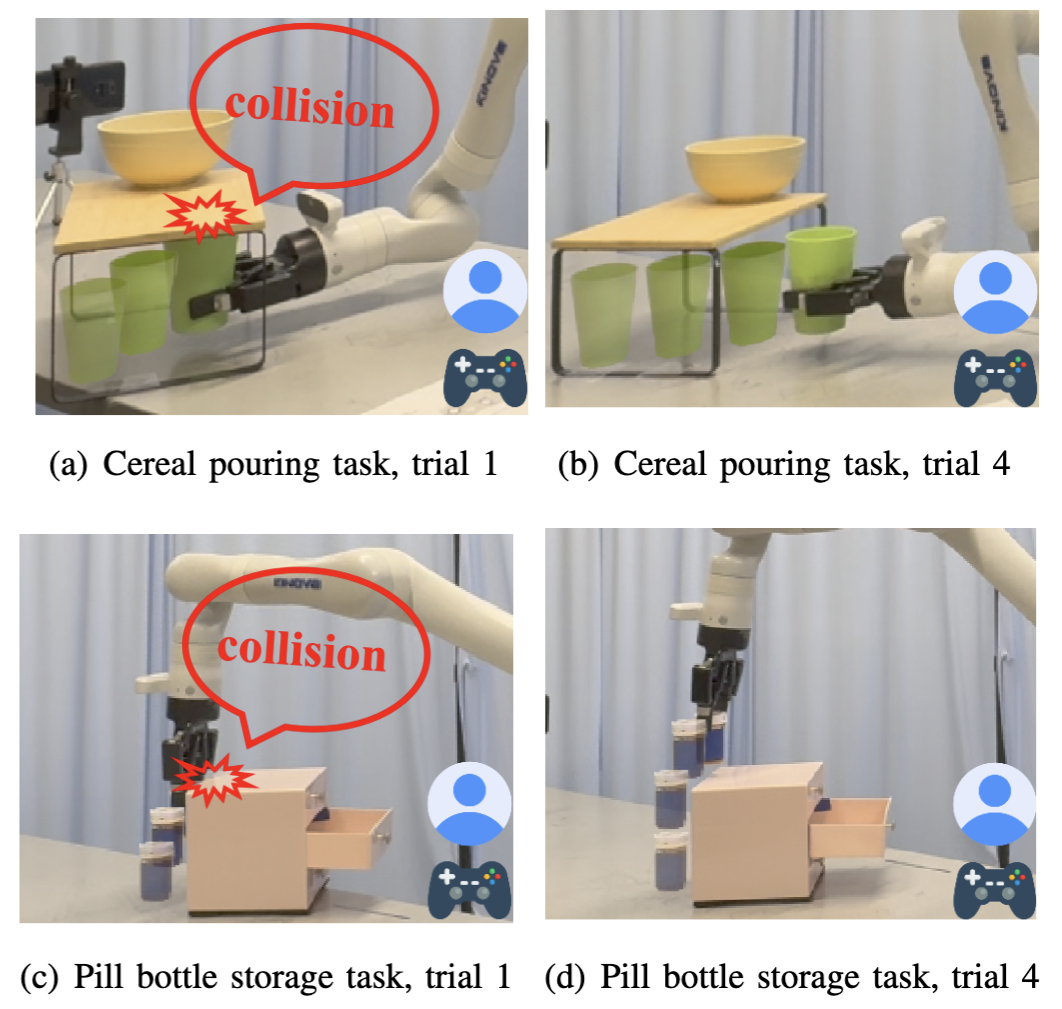 collision
KINOVA
KINOVA
(a) Cereal pouring task, trial 1
(b) Cereal pouring task, trial 4
KINOVA
collision
(c) Pill bottle storage task, trial 1
(d) Pill bottle storage task, trial 4